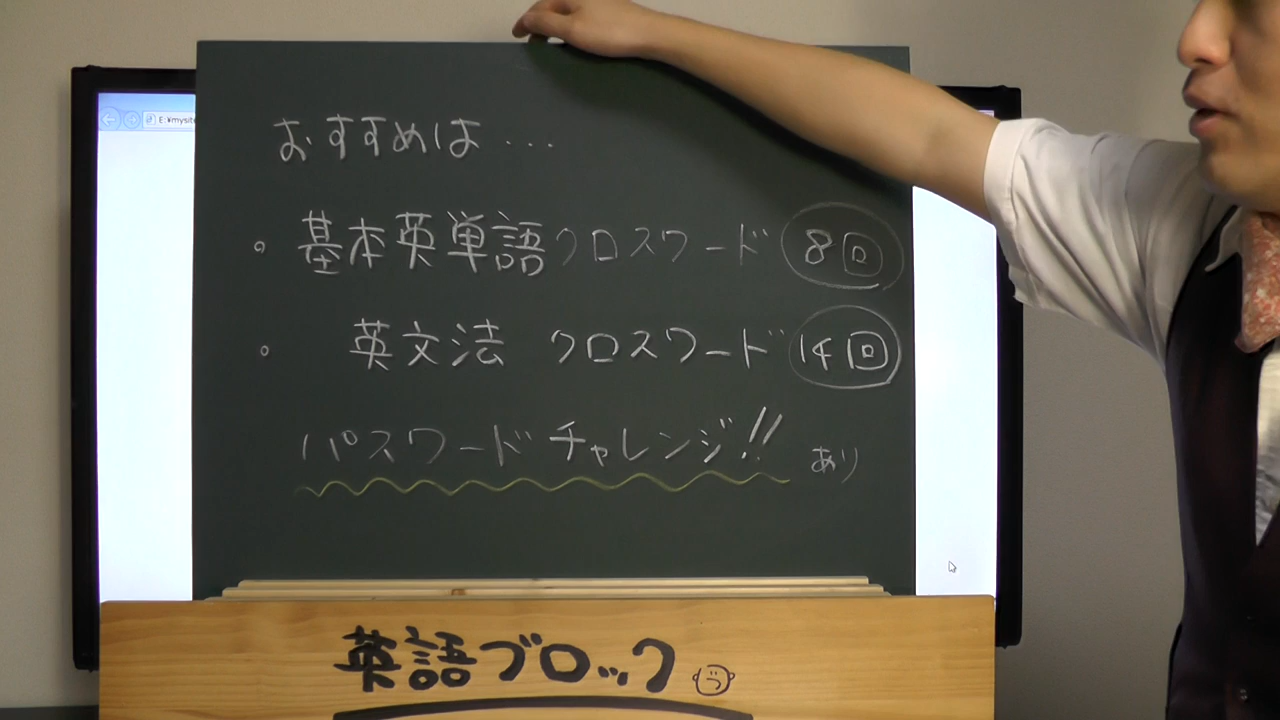 E:¥mysite
おすすめは...
。基本英単語クロスワード 8回
。英文法 クロスワード 14回
パスワードチャレンジ!! あり
英語ブロック